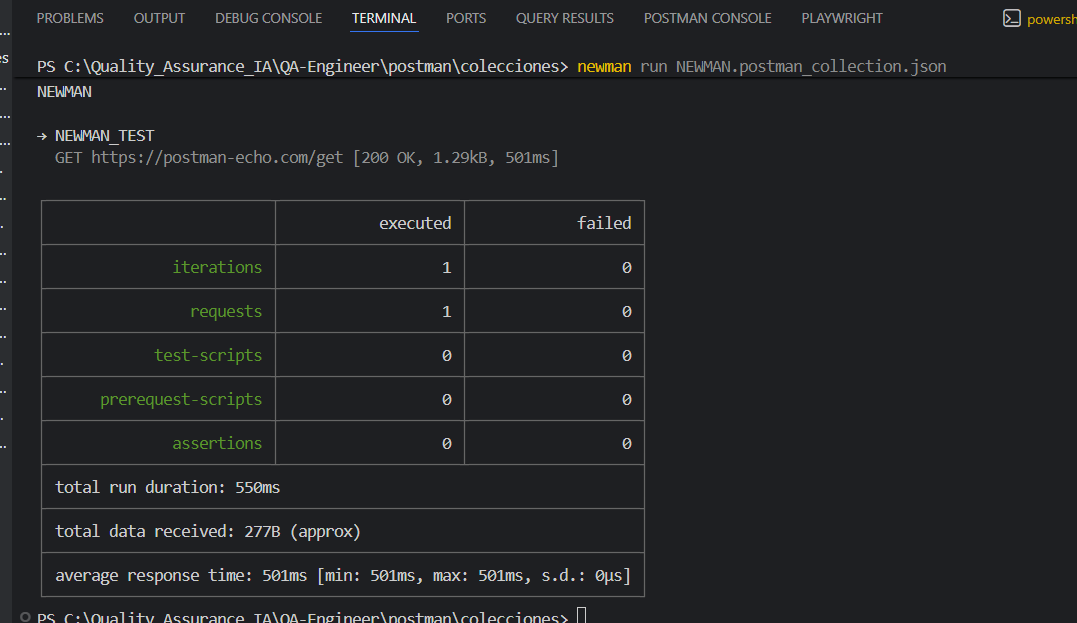 PROBLEMS OUTPUT DEBUG CONSOLE TERMINAL PORTS QUERY RESULTS POSTMAN CONSOLE PLAYWRIGHT powersh
es
PS C:\Quality_Assurance_IA\QA-Engineer\postman\colecciones> newman run NEWMAN.postman_collection.json
NEWMAN
→ NEWMAN_TEST
GET https://postman-echo.com/get [200 OK, 1.29kB, 501ms]
executed failed
iterations 1 0
requests 1 0
test-scripts 0 0
prerequest-scripts 0 0
assertions 0 0
total run duration: 550ms
total data received: 277B (approx)
average response time: 501ms [min: 501ms, max: 501ms, s.d.: 0µs]
PS C:\Quality_Assurance_IA\QA-Engineer\postman\colecciones>